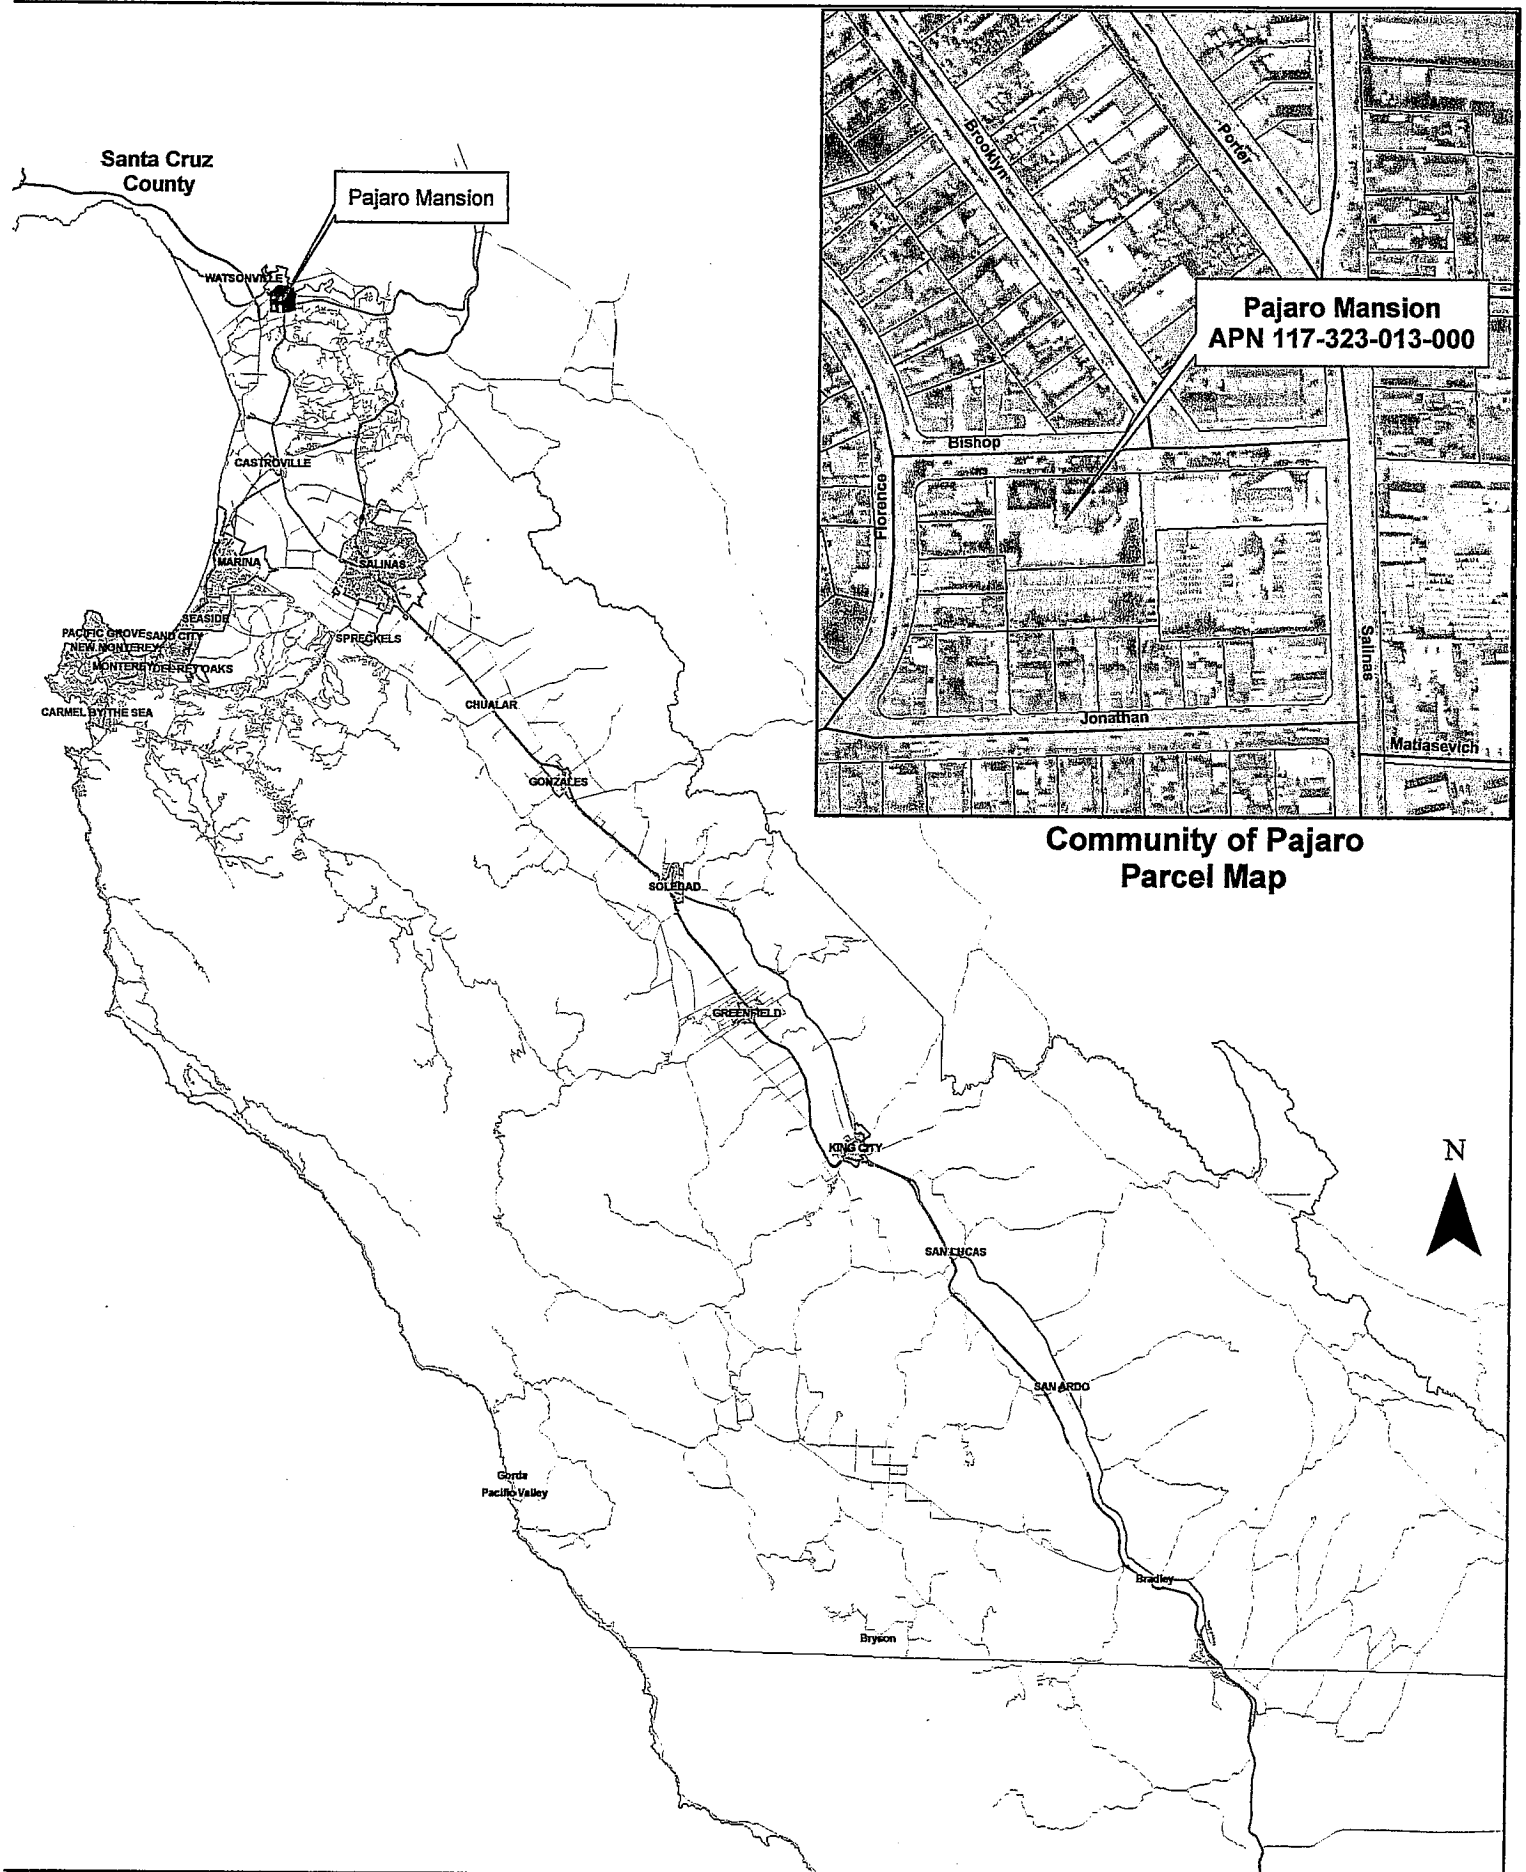 Santa Cruz
County
Pajaro Mansion
WATSONVILLE
CASTROVILLE
MARINA
SALINAS
SEASIDE
PACIFIC GROVE
SAND CITY
NEW MONTEREY
SPRECKELS
MONTEREY
DEL REY OAKS
CARMEL BY THE SEA
CHUALAR
GONZALES
SOLEDAD
GREENFIELD
KING CITY
SAN LUCAS
SAN ARDO
Gorda
Pacific Valley
Bradley
Bryson
Brooklyn
Porter
Pajaro Mansion
APN 117-323-013-000
Bishop
Florence
Salinas
Jonathan
Matiasevich
Community of Pajaro
Parcel Map
N